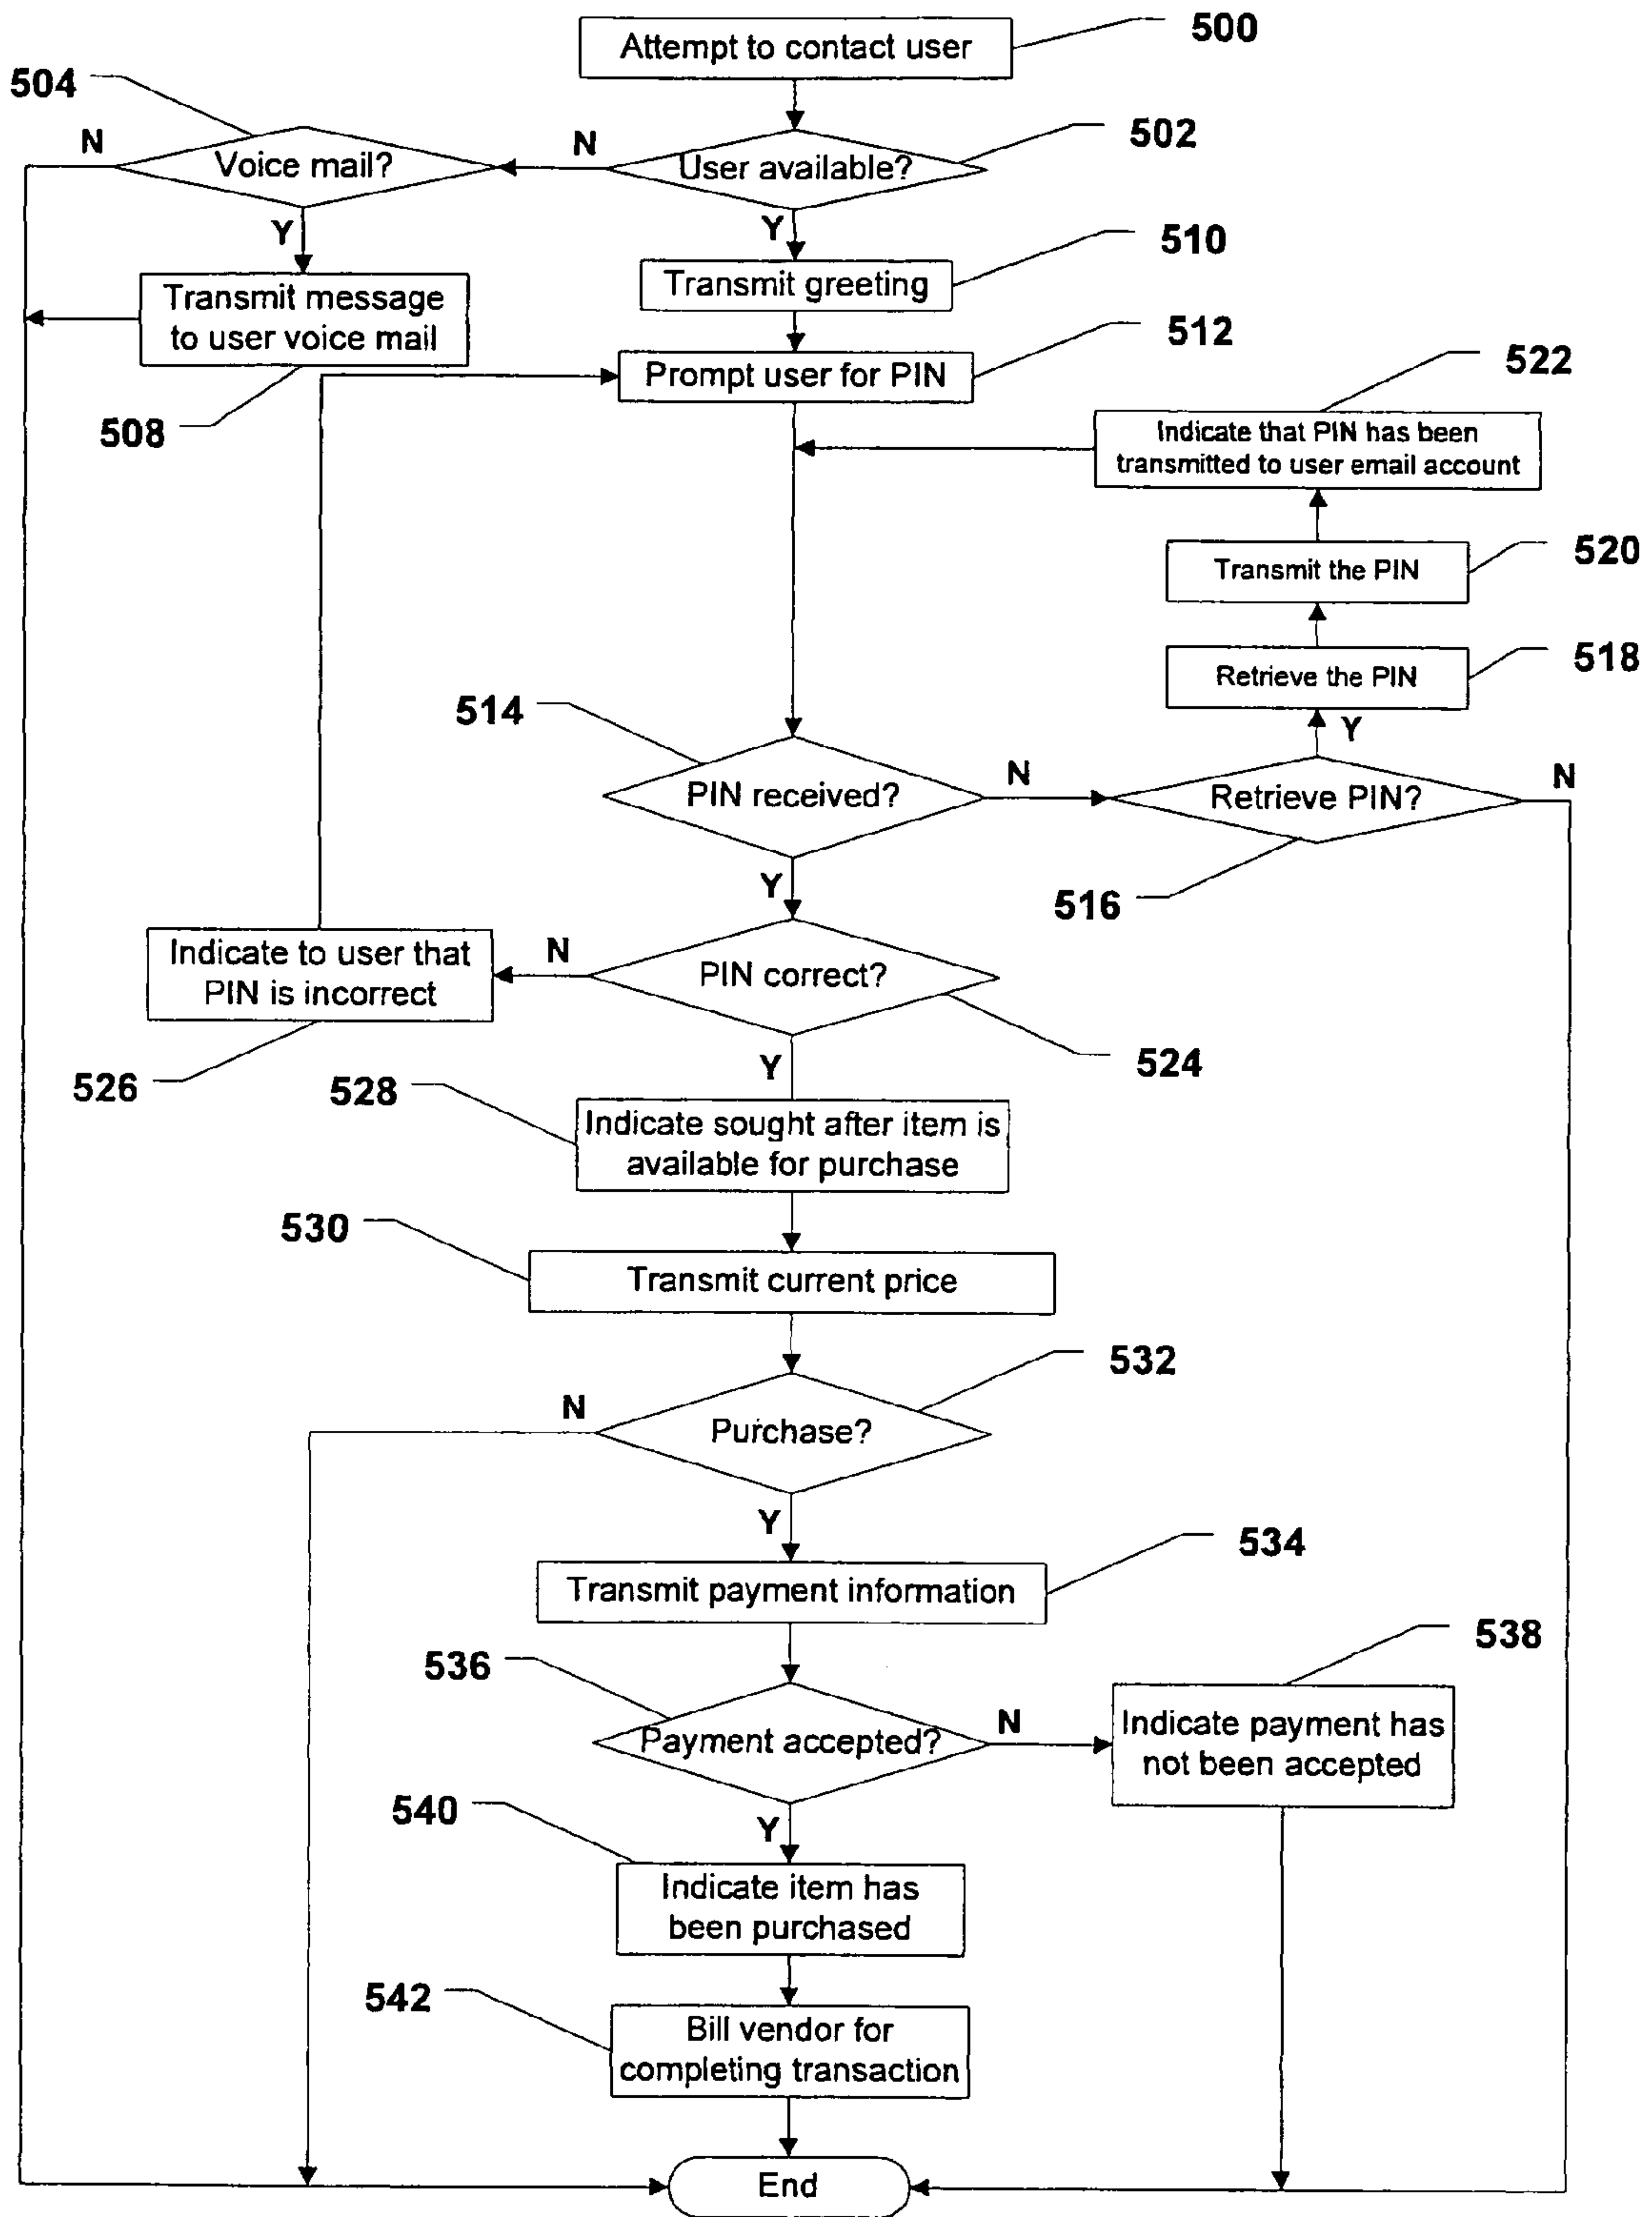 500
Attempt to contact user
504
N
Voice mail?
N
User available?
502
Y
Y
510
Transmit greeting
Transmit message
to user voice mail
508
512
Prompt user for PIN
522
Indicate that PIN has been
transmitted to user email account
520
Transmit the PIN
518
Retrieve the PIN
Y
514
PIN received?
N
Retrieve PIN?
N
516
Y
Indicate to user that
PIN is incorrect
N
PIN correct?
524
526
Y
528
Indicate sought after item is
available for purchase
530
Transmit current price
532
N
Purchase?
Y
534
Transmit payment information
538
536
Payment accepted?
N
Indicate payment has
not been accepted
540
Y
Indicate item has
been purchased
542
Bill vendor for
completing transaction
End